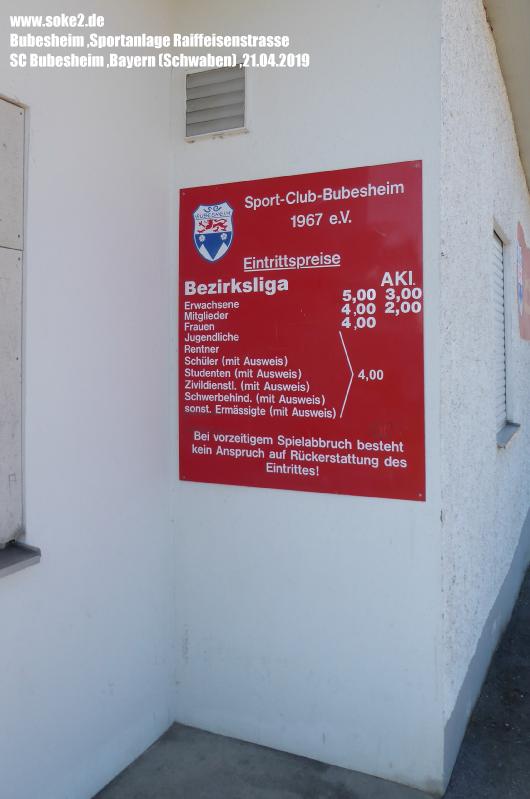 www.soke2.de
Bubesheim ,Sportanlage Raiffeisenstrasse
SC Bubesheim ,Bayern (Schwaben) ,21.04.2019
Sport-Club-Bubesheim
1967 e.V.
SC
BUBESHEIM
Eintrittspreise
Bezirksliga AKl.
Erwachsene 5,00 3,00
Mitglieder 4,00 2,00
Frauen 4,00
Jugendliche
Rentner
Schüler (mit Ausweis)
Studenten (mit Ausweis) 4,00
Zivildienstl. (mit Ausweis)
Schwerbehind. (mit Ausweis)
sonst. Ermässigte (mit Ausweis)
Bei vorzeitigem Spielabbruch besteht
kein Anspruch auf Rückerstattung des
Eintrittes!